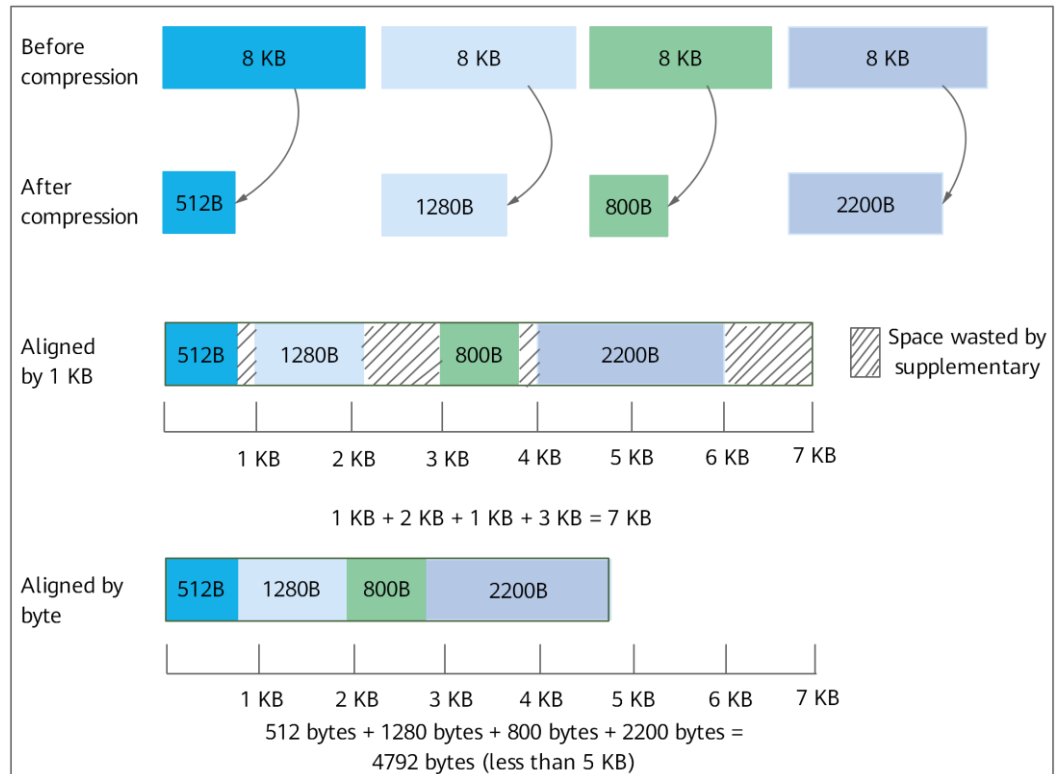 Before
compression
8 KB
8 KB
8 KB
8 KB
After
compression
512B
1280B
800B
2200B
Aligned
by 1 KB
512B
1280B
800B
2200B
Space wasted by
supplementary
1 KB
2 KB
3 KB
4 KB
5 KB
6 KB
7 KB
1 KB + 2 KB + 1 KB + 3 KB = 7 KB
Aligned by
byte
512B
1280B
800B
2200B
1 KB
2 KB
3 KB
4 KB
5 KB
6 KB
7 KB
512 bytes + 1280 bytes + 800 bytes + 2200 bytes =
4792 bytes (less than 5 KB)